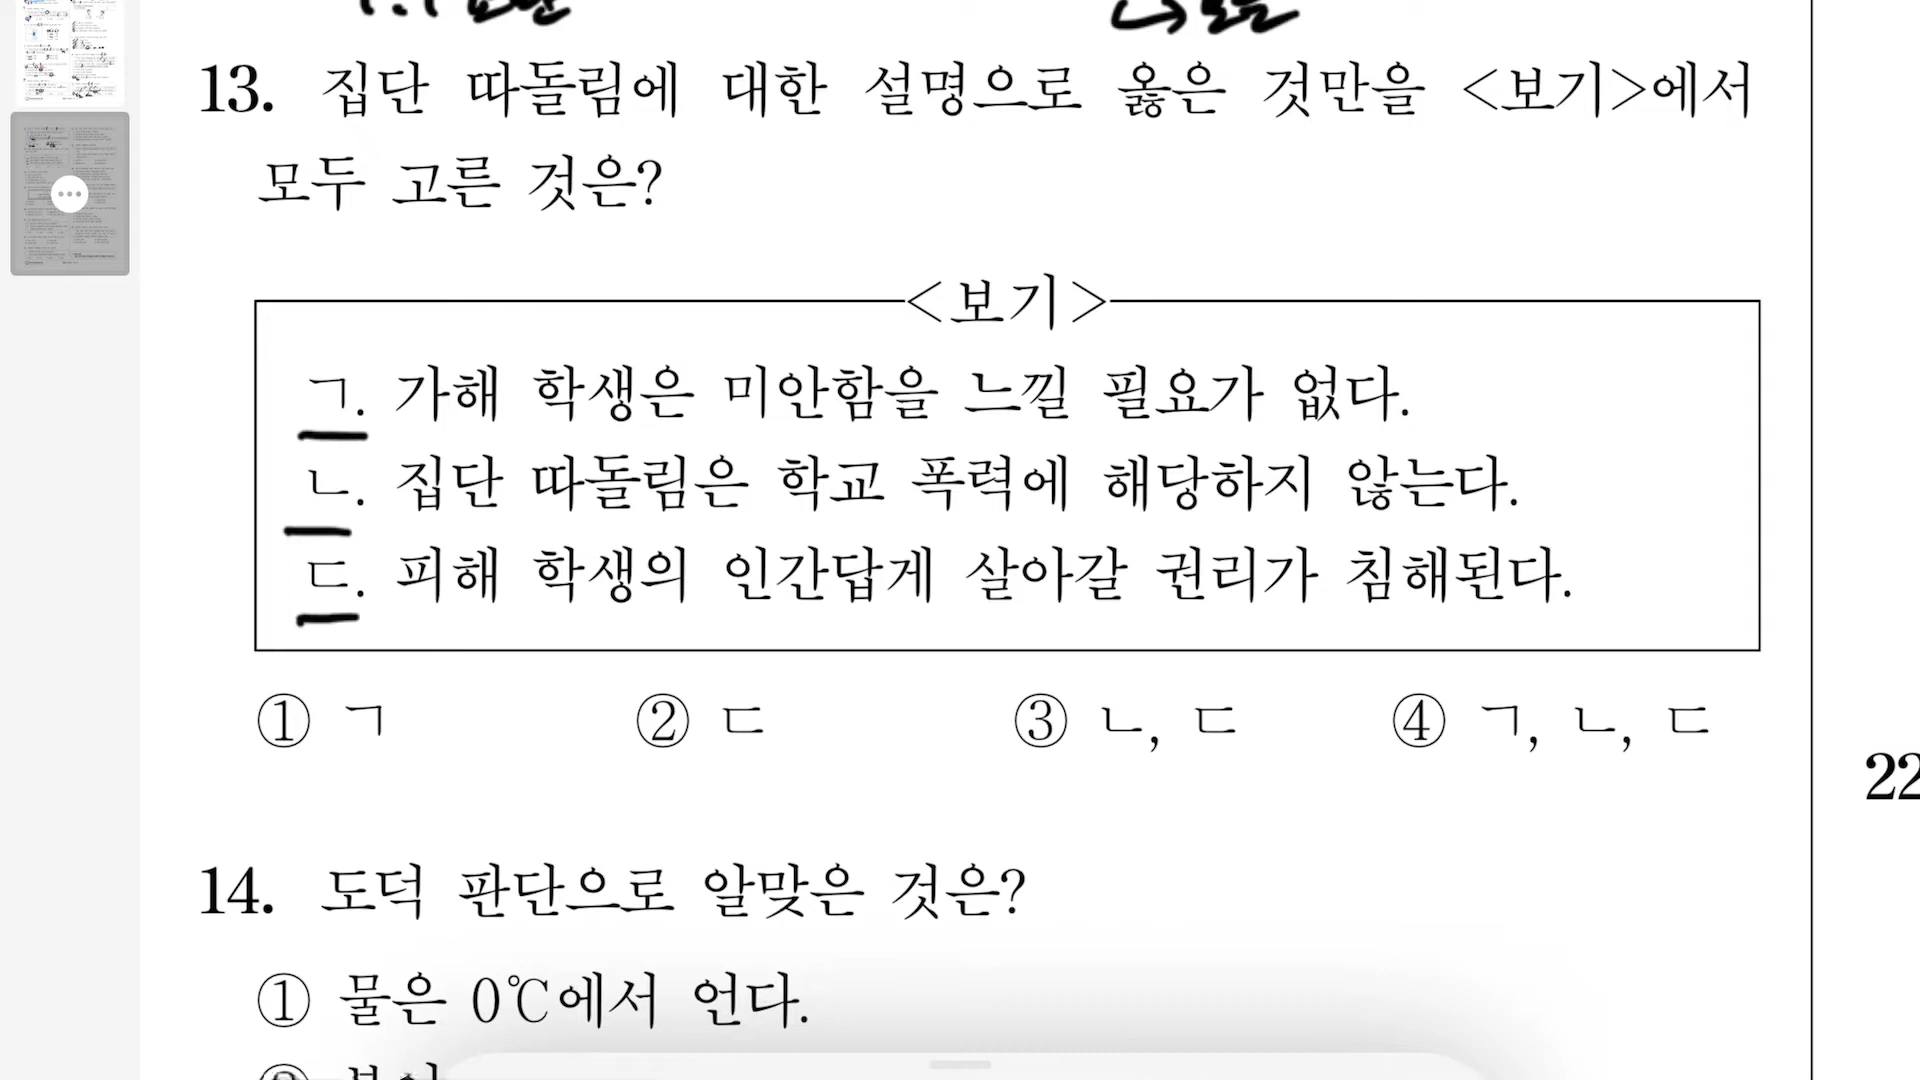 13. 집단 따돌림에 대한 설명으로 옳은 것만을 <보기>에서
모두 고른 것은?
<보기>
ㄱ. 가해 학생은 미안함을 느낄 필요가 없다.
ㄴ. 집단 따돌림은 학교 폭력에 해당하지 않는다.
ㄷ. 피해 학생의 인간답게 살아갈 권리가 침해된다.
① ㄱ ② ㄷ ③ ㄴ, ㄷ ④ ㄱ, ㄴ, ㄷ
22
14. 도덕 판단으로 알맞은 것은?
① 물은 0℃에서 언다.